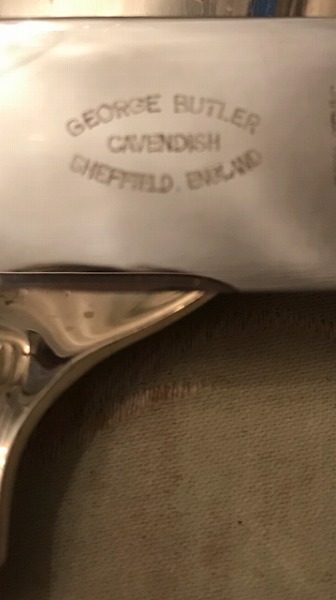 GEORGE BUTLER
CAVENDISH
SHEFFIELD. ENGLAND